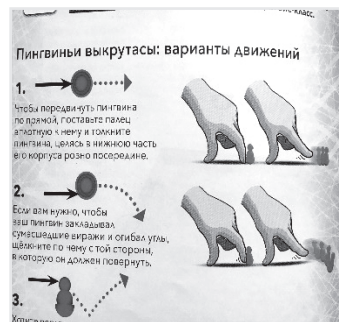 класс.
Пингвиньи выкрутасы: варианты движений
1.
Чтобы передвинуть пингвина
по прямой, поставьте палец
вплотную к нему и толкните
пингвина, целясь в нижнюю часть
его корпуса ровно посередине.
2.
Если вам нужно, чтобы
ваш пингвин закладывал
сумасшедшие виражи и огибал углы,
щёлкните по нему с той стороны,
в которую он должен повернуть.
3.